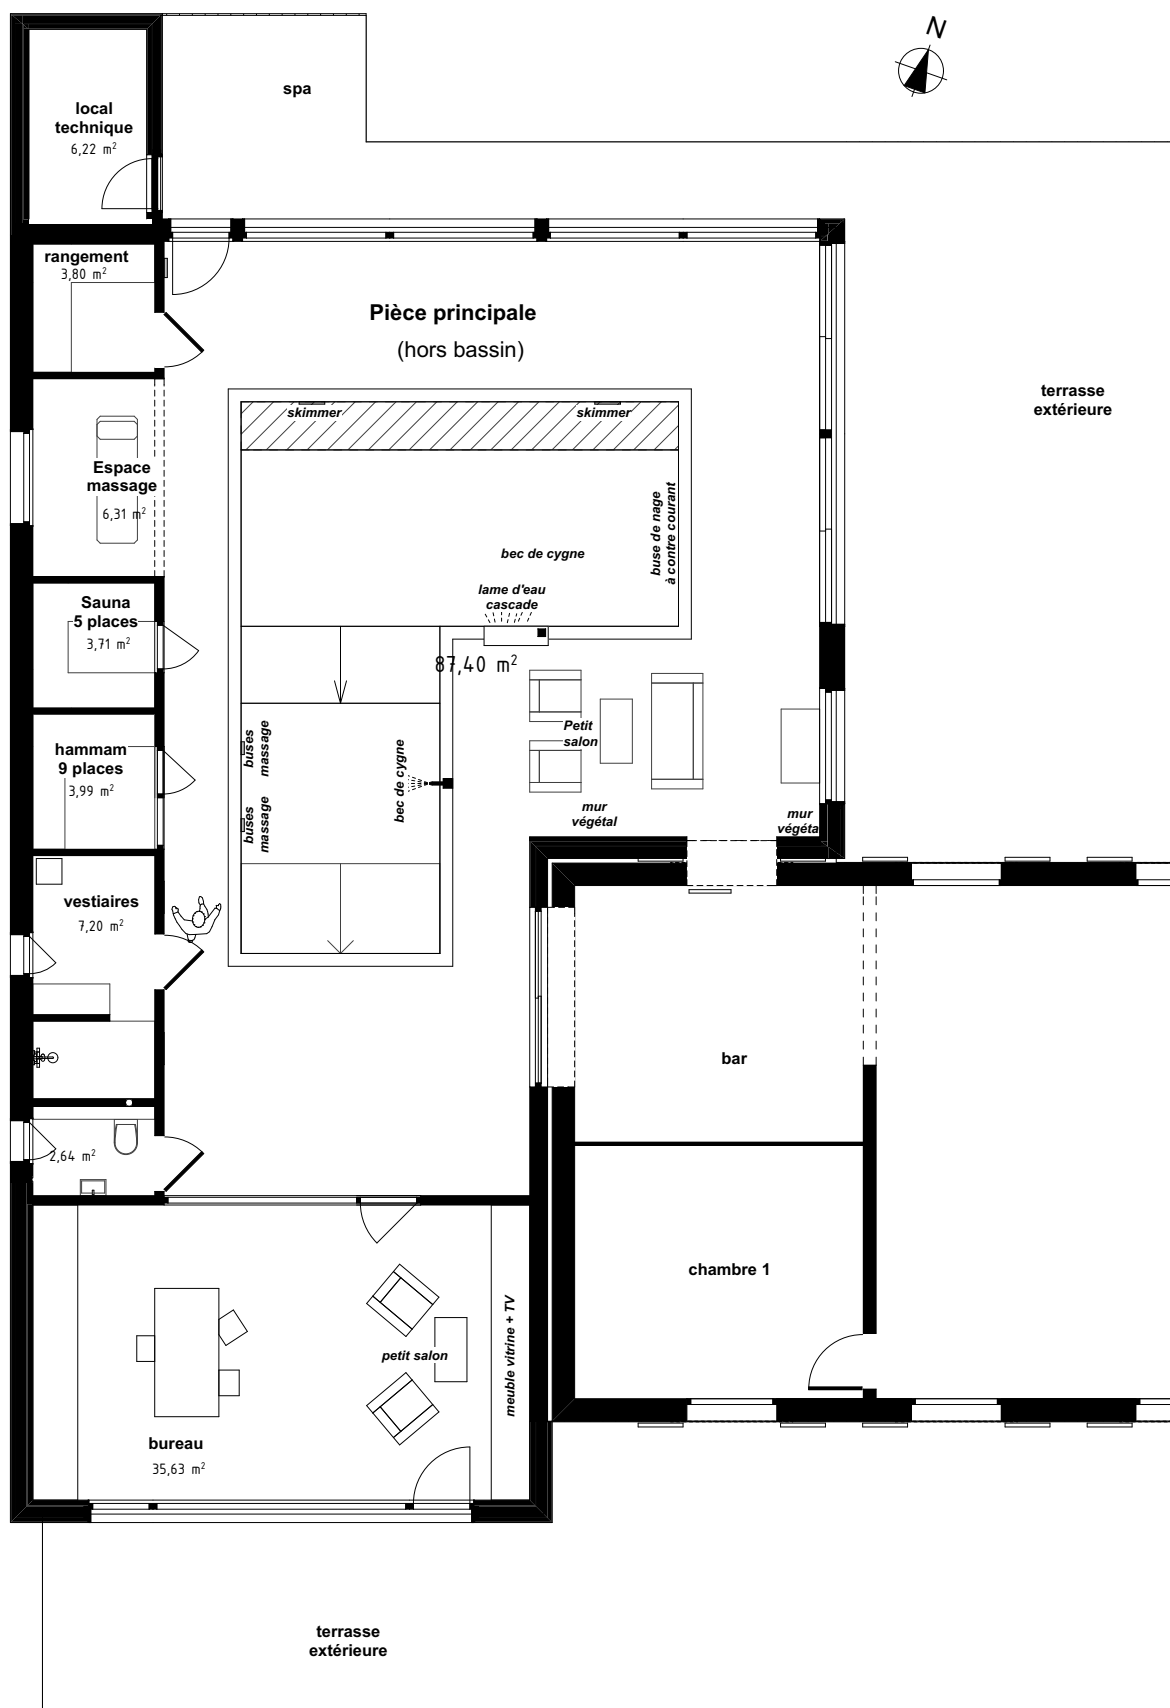 N
spa
local
technique
6,22 m²
rangement
3,80 m²
Pièce principale
(hors bassin)
terrasse
extérieure
skimmer
skimmer
Espace
massage
6,31 m²
buse de nage
à contre courant
bec de cygne
lame d'eau
cascade
Sauna
5 places
3,71 m²
87,40 m²
Petit
salon
buses
massage
bec de cygne
hammam
9 places
3,99 m²
buses
massage
mur
végétal
mur
végéta
vestiaires
7,20 m²
bar
2,64 m²
chambre 1
petit salon
meuble vitrine + TV
bureau
35,63 m²
terrasse
extérieure